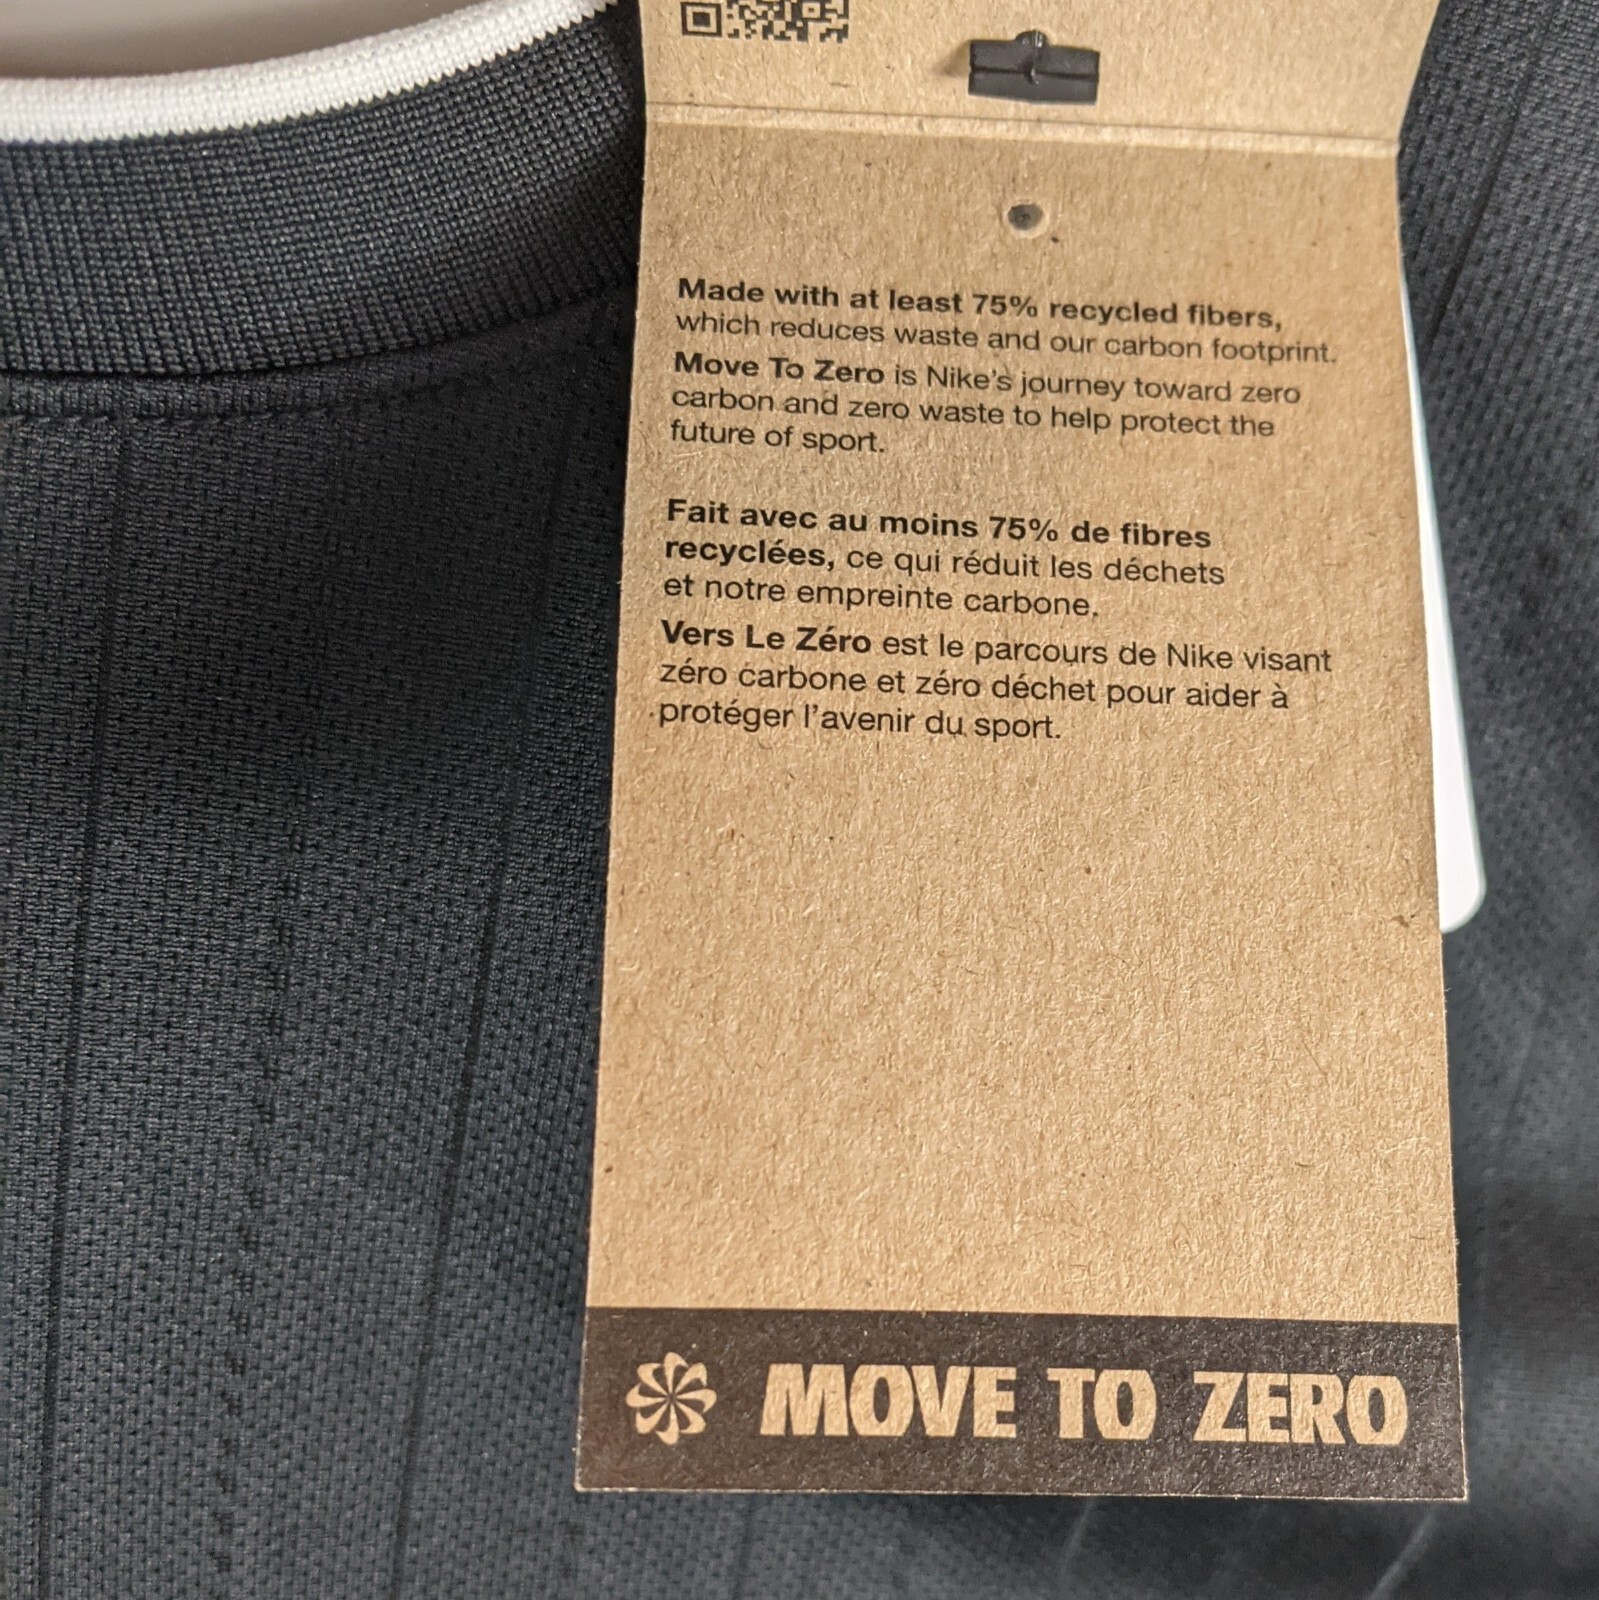 Made with at least 75% recycled fibers,
which reduces waste and our carbon footprint.
Move To Zero is Nike's journey toward zero
carbon and zero waste to help protect the
future of sport.
Fait avec au moins 75% de fibres
recyclées, ce qui réduit les déchets
et notre empreinte carbone.
Vers Le Zéro est le parcours de Nike visant
zéro carbone et zéro déchet pour aider à
protéger l'avenir du sport.
MOVE TO ZERO